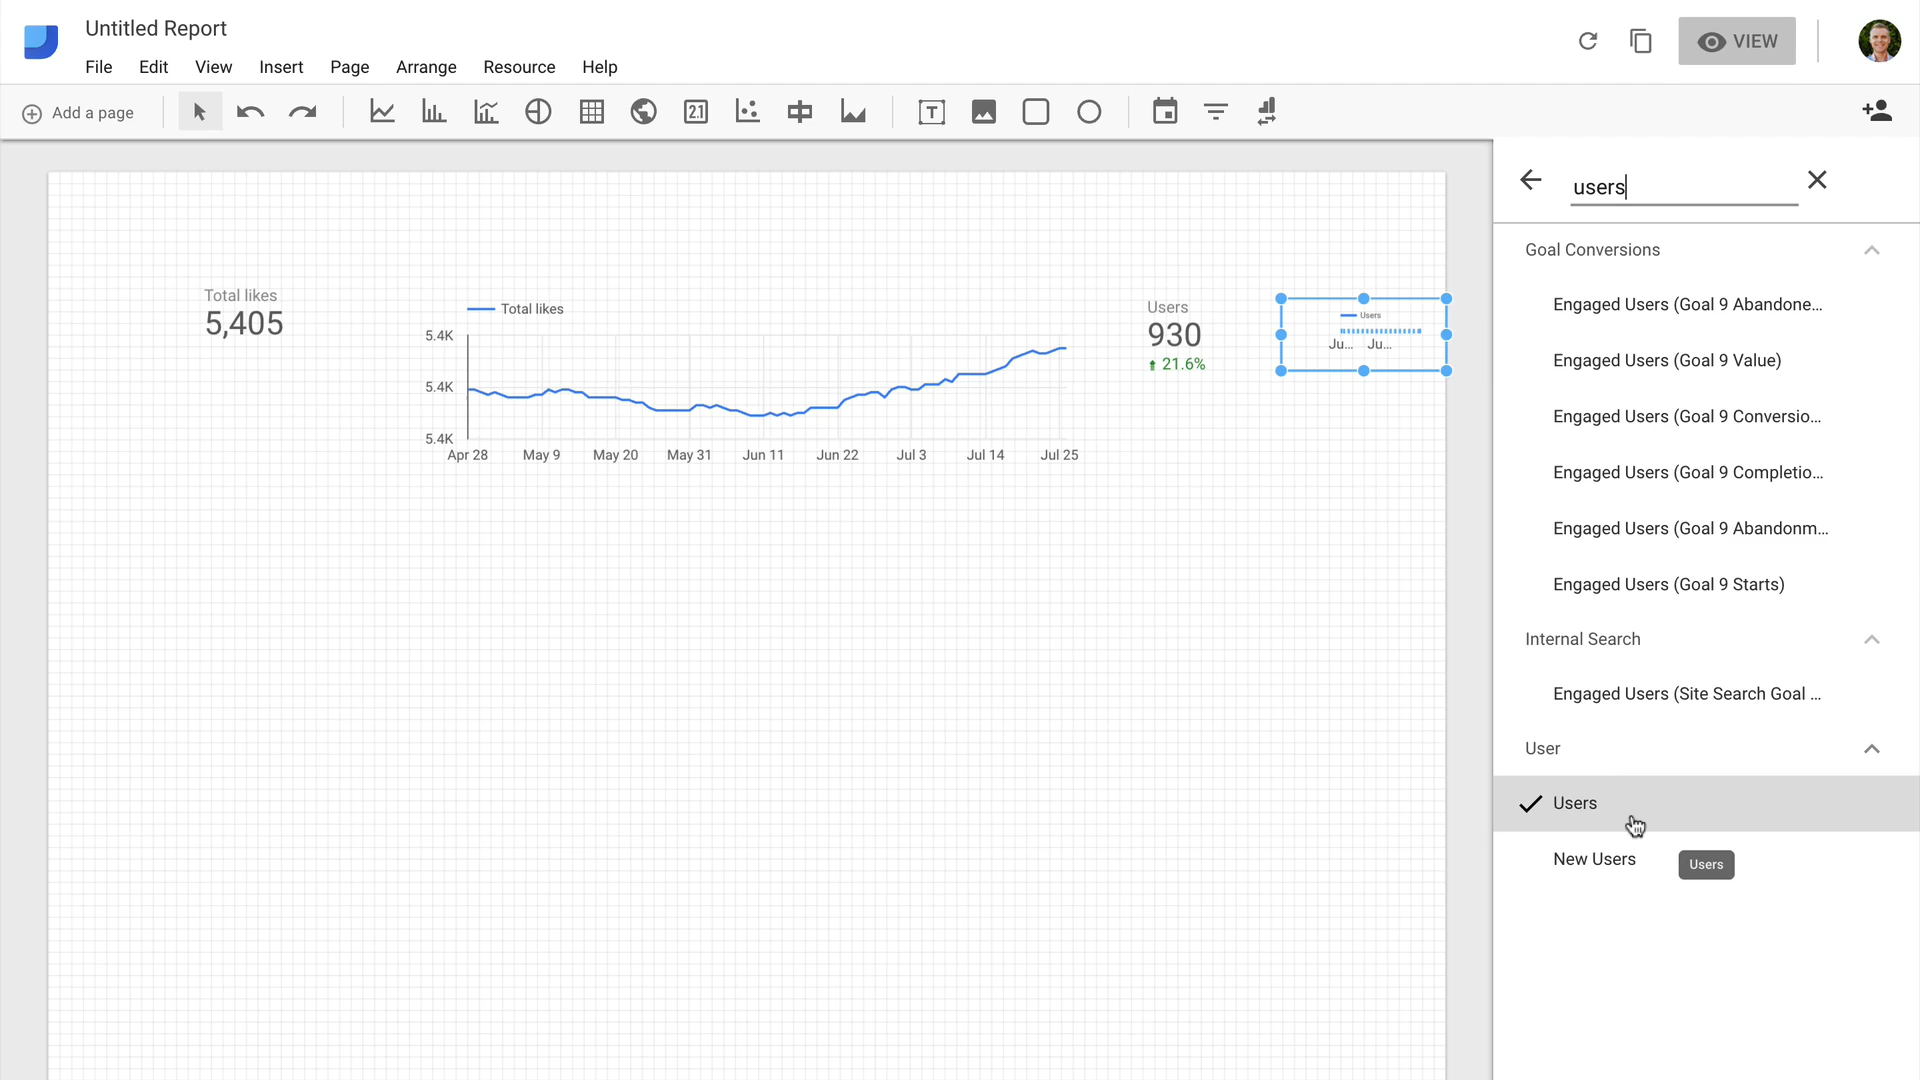 Untitled Report
File Edit View Insert Page Arrange Resource Help
VIEW
Add a page
2.1
T
users
Goal Conversions
Engaged Users (Goal 9 Abandone...
Engaged Users (Goal 9 Value)
Engaged Users (Goal 9 Conversio...
Engaged Users (Goal 9 Completio...
Engaged Users (Goal 9 Abandonm...
Engaged Users (Goal 9 Starts)
Internal Search
Engaged Users (Site Search Goal ...
User
Users
New Users
Users
Total likes
5,405
Total likes
5.4K
5.4K
5.4K
Apr 28 May 9 May 20 May 31 Jun 11 Jun 22 Jul 3 Jul 14 Jul 25
Users
930
21.6%
Users
Ju... Ju...